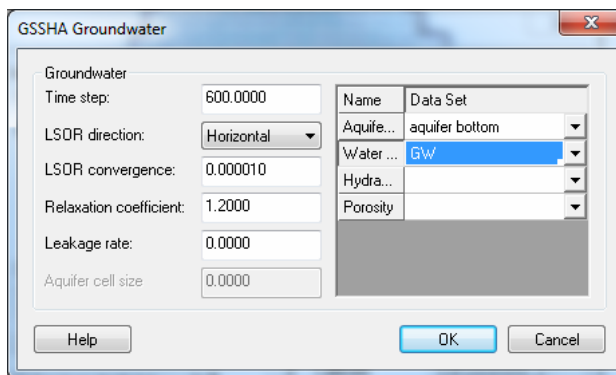 GSSHA Groundwater
Groundwater
Time step:
600.0000
LSOR direction:
Horizontal
LSOR convergence:
0.000010
Relaxation coefficient:
1.2000
Leakage rate:
0.0000
Aquifer cell size
0.0000
Name Data Set
Aquife... aquifer bottom
Water ... GW
Hydra...
Porosity
Help
OK
Cancel